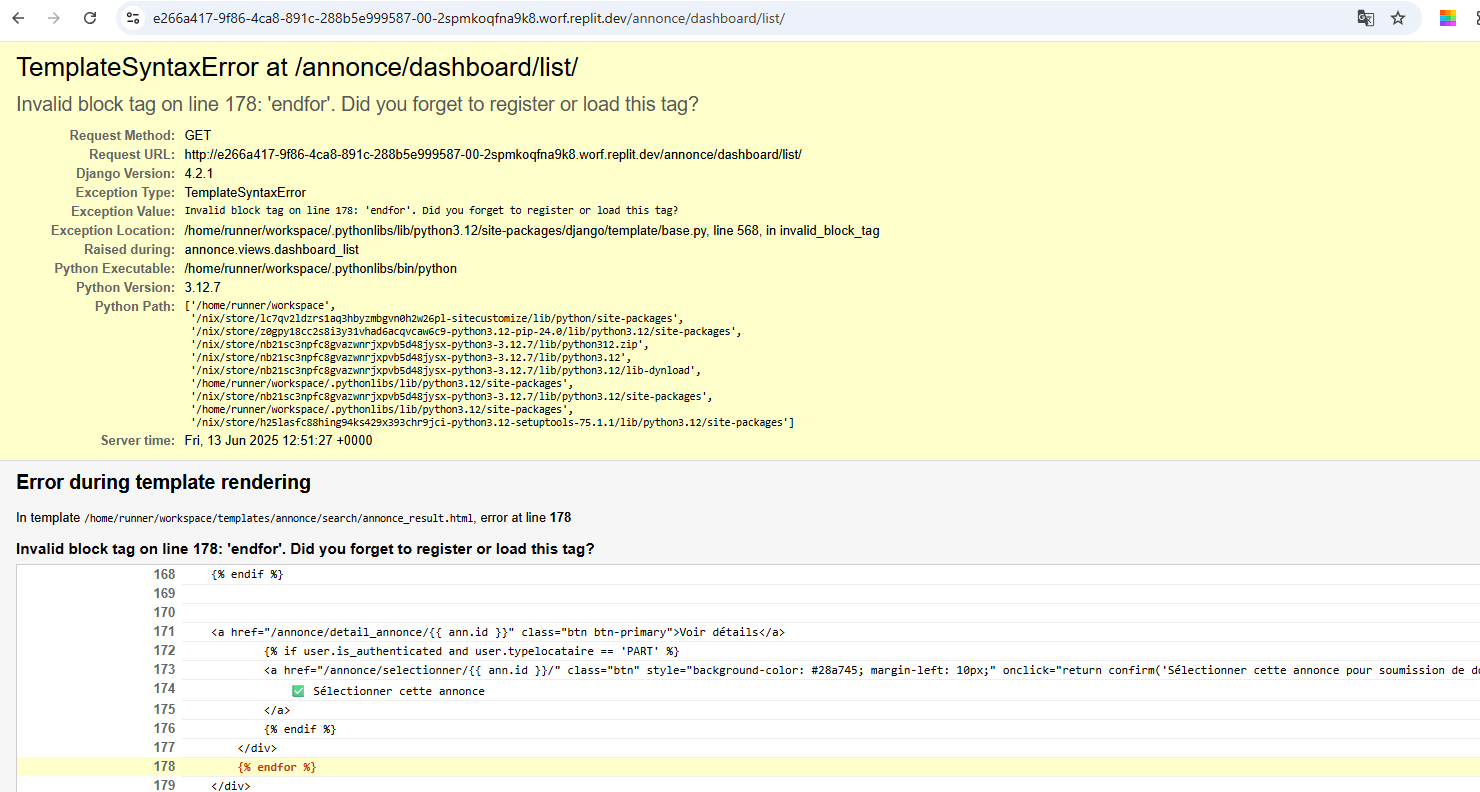 e266a417-9f86-4ca8-891c-288b5e999587-00-2spmkoqfna9k8.worf.replit.dev/annonce/dashboard/list/
TemplateSyntaxError at /annonce/dashboard/list/
Invalid block tag on line 178: 'endfor'. Did you forget to register or load this tag?
Request Method: GET
Request URL: http://e266a417-9f86-4ca8-891c-288b5e999587-00-2spmkoqfna9k8.worf.replit.dev/annonce/dashboard/list/
Django Version: 4.2.1
Exception Type: TemplateSyntaxError
Exception Value: Invalid block tag on line 178: 'endfor'. Did you forget to register or load this tag?
Exception Location: /home/runner/workspace/.pythonlibs/lib/python3.12/site-packages/django/template/base.py, line 568, in invalid_block_tag
Raised during: annonce.views.dashboard_list
Python Executable: /home/runner/workspace/.pythonlibs/bin/python
Python Version: 3.12.7
Python Path: ['/home/runner/workspace',
'/nix/store/lc7qv2ldzrs1aq3hbyzmbgvn0h2w26pl-sitecustomize/lib/python/site-packages',
'/nix/store/z0gpy18cc2s8i3y31vhad6acqvcaw6c9-python3.12-pip-24.0/lib/python3.12/site-packages',
'/nix/store/nb21sc3npfc8gvazwnrjxpvb5d48jysx-python3-3.12.7/lib/python312.zip',
'/nix/store/nb21sc3npfc8gvazwnrjxpvb5d48jysx-python3-3.12.7/lib/python3.12',
'/nix/store/nb21sc3npfc8gvazwnrjxpvb5d48jysx-python3-3.12.7/lib/python3.12/lib-dynload',
'/home/runner/workspace/.pythonlibs/lib/python3.12/site-packages',
'/nix/store/nb21sc3npfc8gvazwnrjxpvb5d48jysx-python3-3.12.7/lib/python3.12/site-packages',
'/home/runner/workspace/.pythonlibs/lib/python3.12/site-packages',
'/nix/store/h25lasfc88hing94ks429x393chr9jci-python3.12-setuptools-75.1.1/lib/python3.12/site-packages']
Server time: Fri, 13 Jun 2025 12:51:27 +0000
Error during template rendering
In template /home/runner/workspace/templates/annonce/search/annonce_result.html, error at line 178
Invalid block tag on line 178: 'endfor'. Did you forget to register or load this tag?
168 {% endif %}
169
170
171 <a href="/annonce/detail_annonce/{{ ann.id }}" class="btn btn-primary">Voir détails</a>
172 {% if user.is_authenticated and user.typelocataire == 'PART' %}
173 <a href="/annonce/selectionner/{{ ann.id }}/" class="btn" style="background-color: #28a745; margin-left: 10px;" onclick="return confirm('Sélectionner cette annonce pour soumission de
174 ✅ Sélectionner cette annonce
175 </a>
176 {% endif %}
177 </div>
178 {% endfor %}
179 </div>